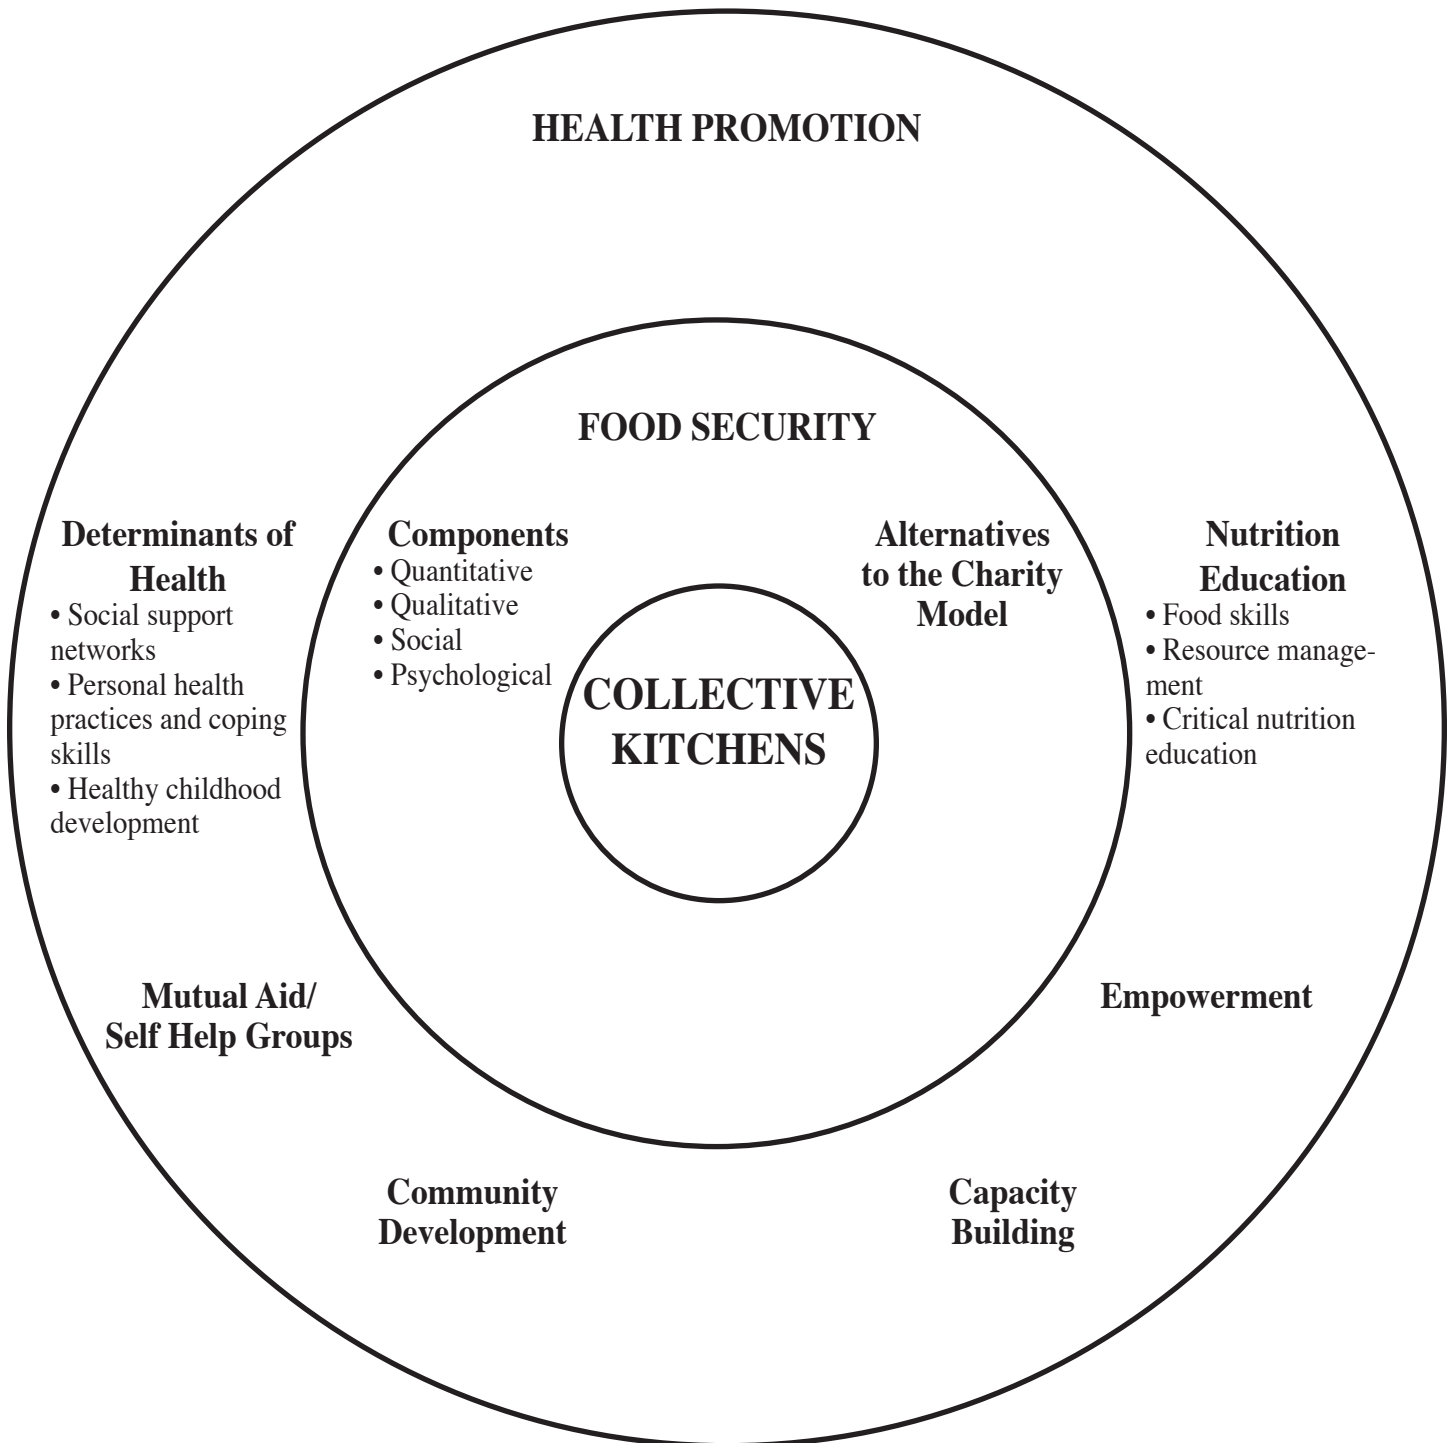 HEALTH PROMOTION
FOOD SECURITY
Determinants of
Health
• Social support
networks
• Personal health
practices and coping
skills
• Healthy childhood
development
Components
• Quantitative
• Qualitative
• Social
• Psychological
Alternatives
to the Charity
Model
Nutrition
Education
• Food skills
• Resource manage-
ment
• Critical nutrition
education
COLLECTIVE
KITCHENS
Mutual Aid/
Self Help Groups
Empowerment
Community
Development
Capacity
Building